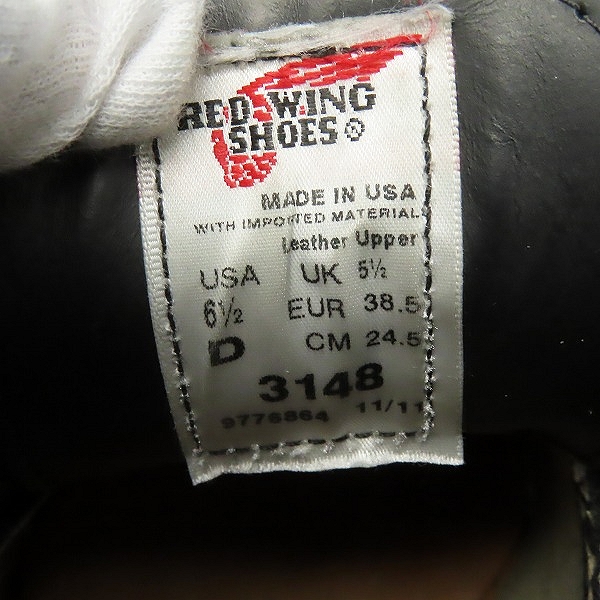 RED WING
SHOES®
MADE IN USA
WITH IMPORTED MATERIALS
Leather Upper
USA UK 5½
6½ EUR 38.5
D CM 24.5
3148
9776864 11/11